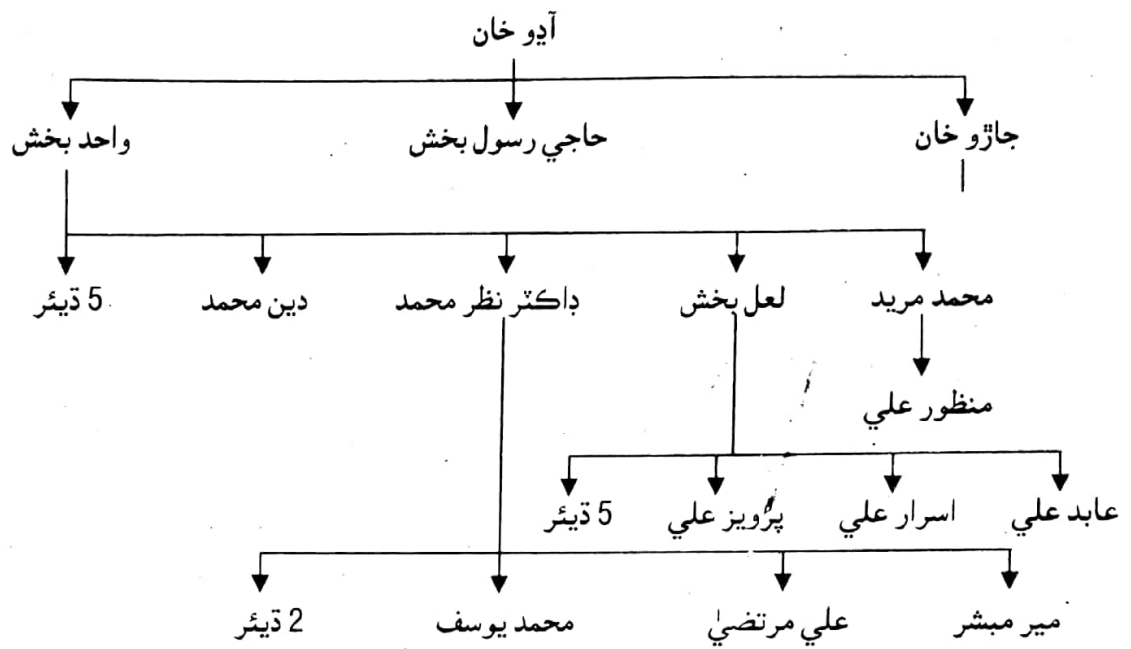 آڍو خان
جاڙو خان حاجي رسول بخش واحد بخش
محمد مريد لعل بخش ڊاڪٽر نظر محمد دين محمد 5 ڌيئر
منظور علي
عابد علي اسرار علي پرويز علي 5 ڌيئر
مير مبشر علي مرتضيٰ محمد يوسف 2 ڌيئر